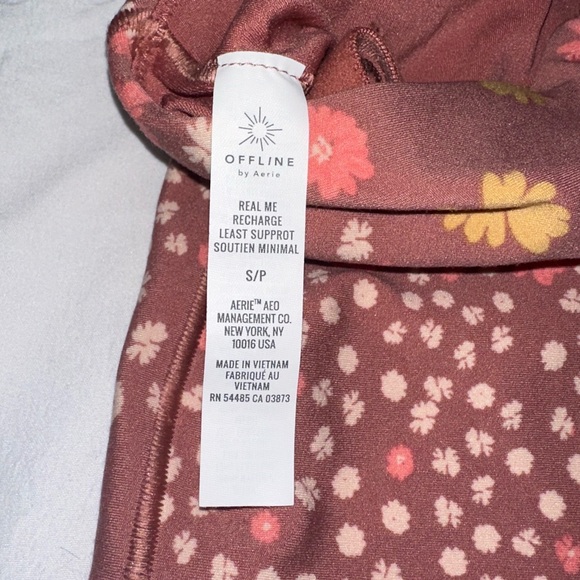 OFFLINE
by Aerie
REAL ME
RECHARGE
LEAST SUPPROT
SOUTIEN MINIMAL
S/P
AERIE™ AEO
MANAGEMENT CO.
NEW YORK, NY
10016 USA
MADE IN VIETNAM
FABRIQUÉ AU
VIETNAM
RN 54485 CA 03873